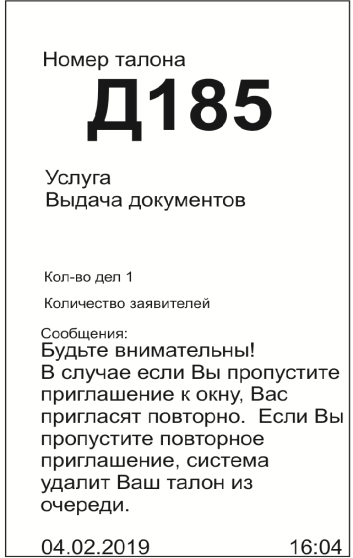 Номер талона
Д185
Услуга
Выдача документов
Кол-во дел 1
Количество заявителей
Сообщения:
Будьте внимательны!
В случае если Вы пропустите
приглашение к окну, Вас
пригласят повторно.  Если Вы
пропустите повторное
приглашение, система
удалит Ваш талон из
очереди.
04.02.2019 16:04